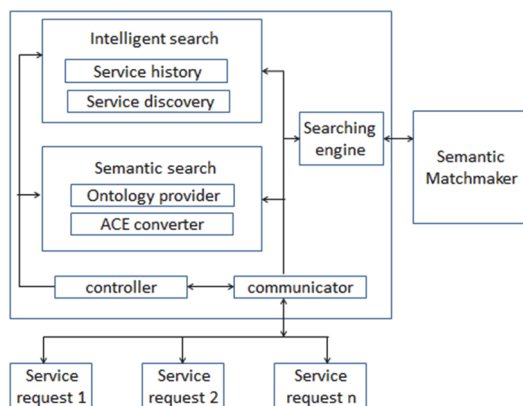 Intelligent search
Service history
Service discovery
Searching
engine
Semantic
Matchmaker
Semantic search
Ontology provider
ACE converter
controller
communicator
Service
request 1
Service
request 2
Service
request n